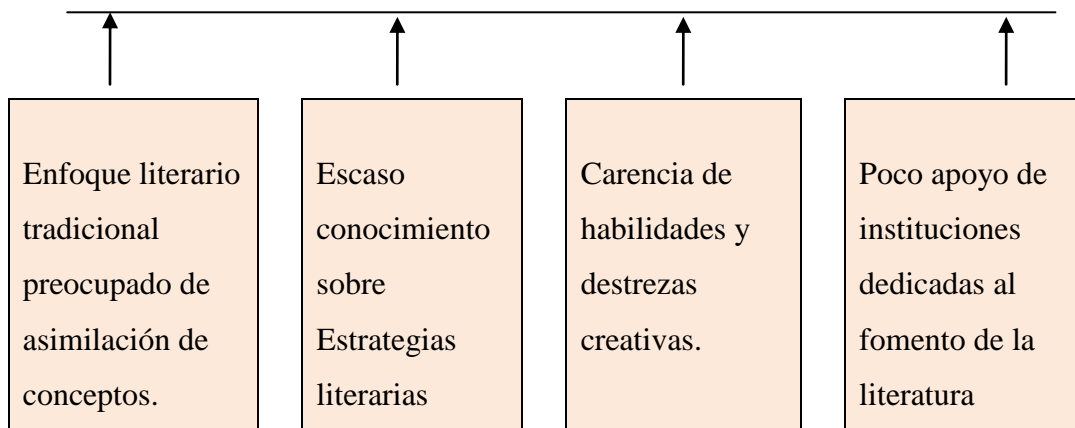 Enfoque literario
tradicional
preocupado de
asimilación de
conceptos.
Escaso
conocimiento
sobre
Estrategias
literarias
Carencia de
habilidades y
destrezas
creativas.
Poco apoyo de
instituciones
dedicadas al
fomento de la
literatura